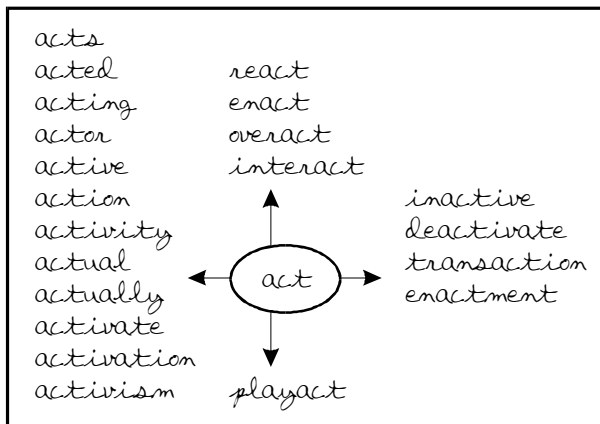 acts
acted
acting
actor
active
action
activity
actual
actually
activate
activation
activism
react
enact
overact
interact
act
playact
inactive
deactivate
transaction
enactment